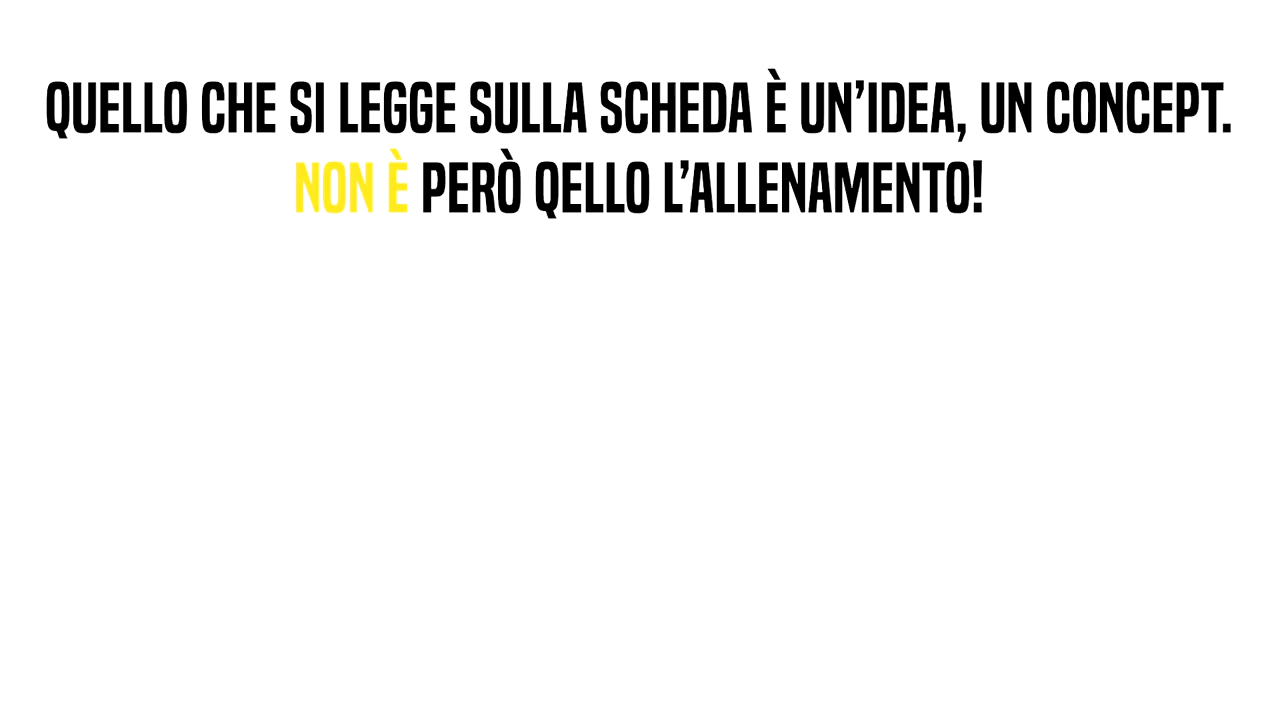 QUELLO CHE SI LEGGE SULLA SCHEDA È UN’IDEA, UN CONCEPT.
NON È PERÒ QELLO L’ALLENAMENTO!